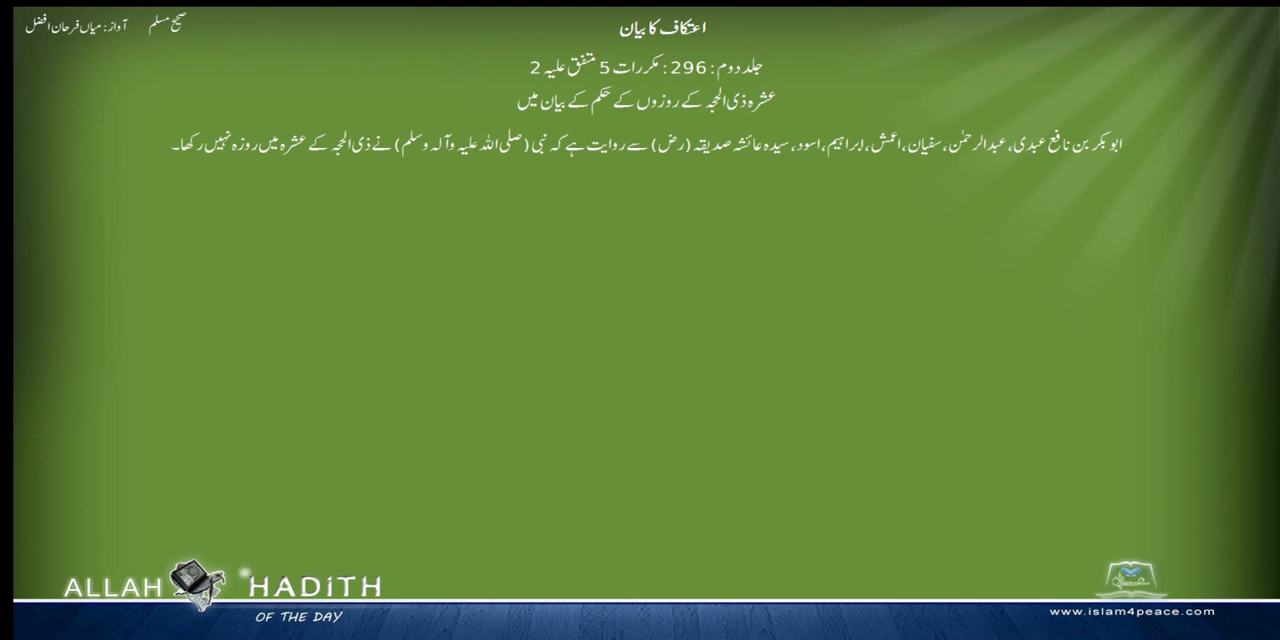 صحیح مسلم آواز: میاں فرحان افضل
اعتکاف کا بیان
جلد دوم : 296 : مکررات 5 متفق علیہ 2
عشرہ ذی الحجہ کے روزوں کے حکم کے بیان میں
ابو بکر بن نافع عبدی، عبدالرحمٰن، سفیان، اعمش، ابراہیم، اسود، سیدہ عائشہ صدیقہ (رض) سے روایت ہے کہ نبی (صلی اللہ علیہ وآلہ وسلم) نے ذی الحجہ کے عشرہ میں روزہ نہیں رکھا۔
ALLAH HADITH
OF THE DAY
www.islam4peace.com